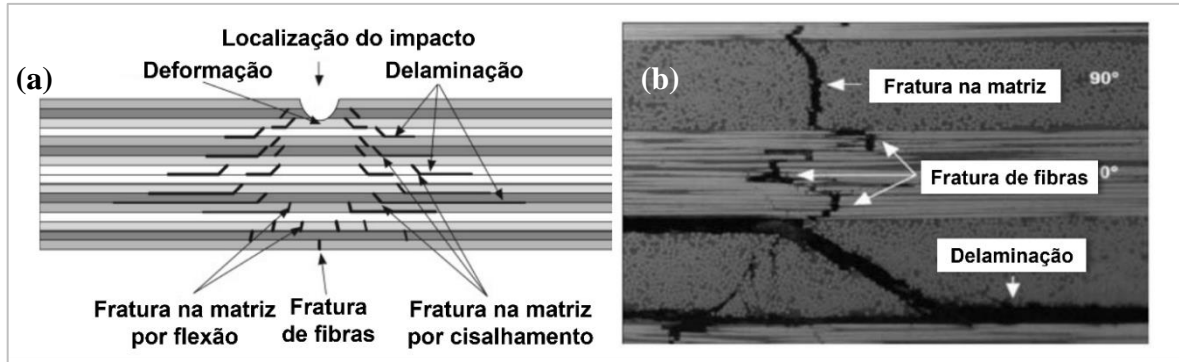 (a)
Localização do impacto
Deformação
Delaminação
Fratura na matriz
por flexão
Fratura
de fibras
Fratura na matriz
por cisalhamento
(b)
Fratura na matriz
90°
Fratura de fibras
0°
Delaminação